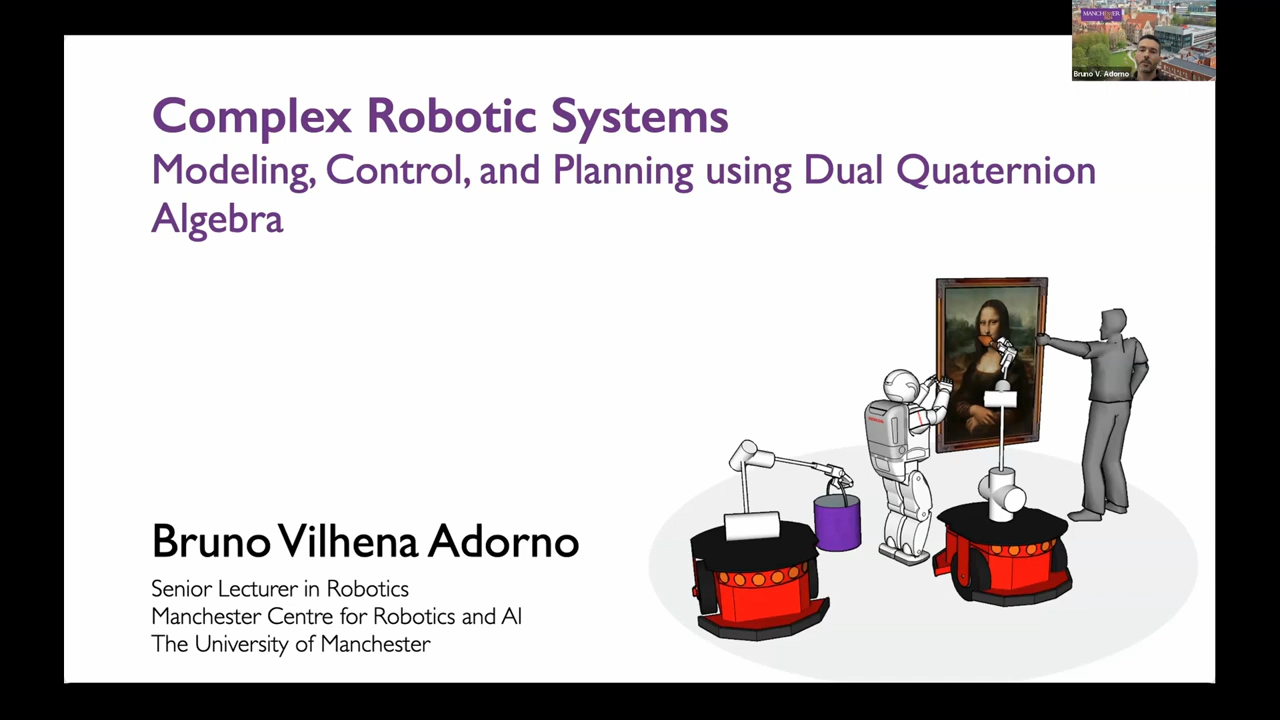 MANCHESTER
Bruno V. Adorno
Complex Robotic Systems
Modeling, Control, and Planning using Dual Quaternion
Algebra
Bruno Vilhena Adorno
Senior Lecturer in Robotics
Manchester Centre for Robotics and AI
The University of Manchester